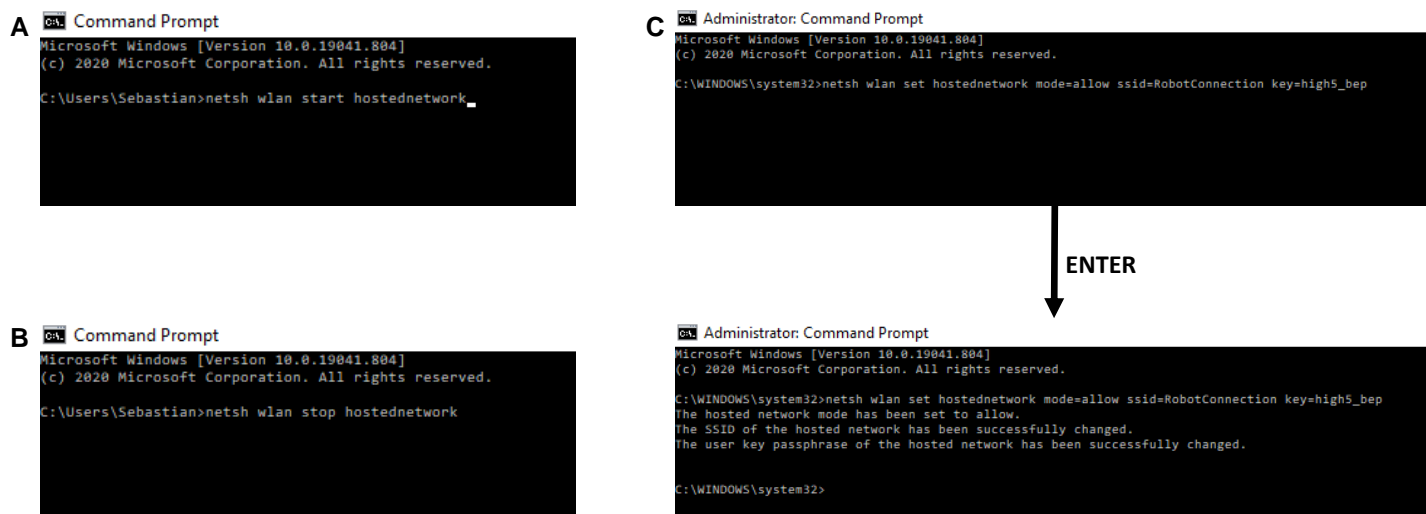 A
Command Prompt
Microsoft Windows [Version 10.0.19041.804]
(c) 2020 Microsoft Corporation. All rights reserved.
C:\Users\Sebastian>netsh wlan start hostednetwork_
B
Command Prompt
Microsoft Windows [Version 10.0.19041.804]
(c) 2020 Microsoft Corporation. All rights reserved.
C:\Users\Sebastian>netsh wlan stop hostednetwork
C
Administrator: Command Prompt
Microsoft Windows [Version 10.0.19041.804]
(c) 2020 Microsoft Corporation. All rights reserved.
C:\WINDOWS\system32>netsh wlan set hostednetwork mode=allow ssid=RobotConnection key=high5_bep
ENTER
Administrator: Command Prompt
Microsoft Windows [Version 10.0.19041.804]
(c) 2020 Microsoft Corporation. All rights reserved.
C:\WINDOWS\system32>netsh wlan set hostednetwork mode=allow ssid=RobotConnection key=high5_bep
The hosted network mode has been set to allow.
The SSID of the hosted network has been successfully changed.
The user key passphrase of the hosted network has been successfully changed.
C:\WINDOWS\system32>